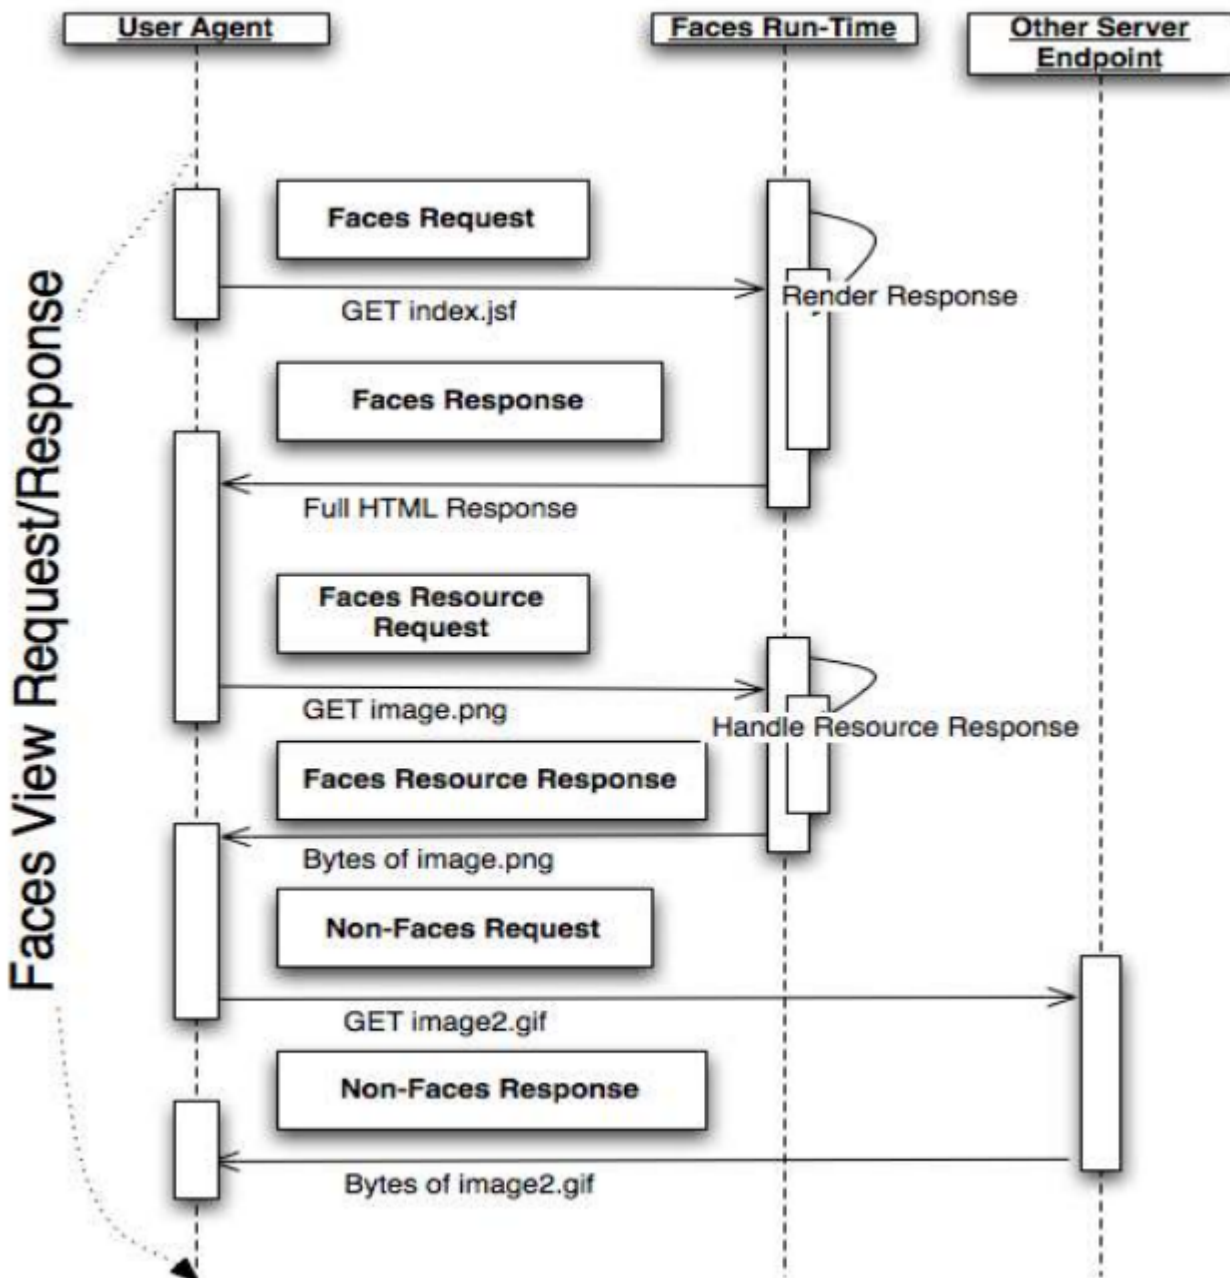 User Agent
Faces Run-Time
Other Server
Endpoint
Faces View Request/Response
Faces Request
GET index.jsf
Render Response
Faces Response
Full HTML Response
Faces Resource
Request
GET image.png
Handle Resource Response
Faces Resource Response
Bytes of image.png
Non-Faces Request
GET image2.gif
Non-Faces Response
Bytes of image2.gif